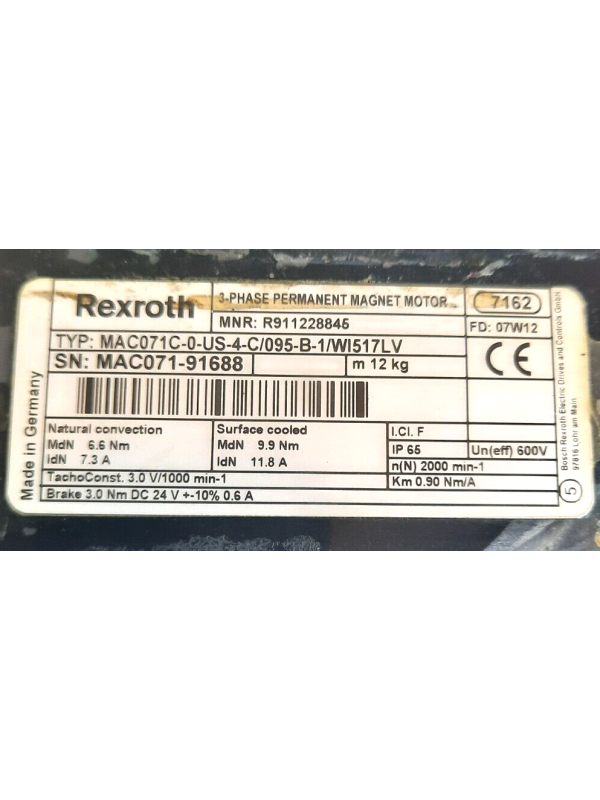 Rexroth
3-PHASE PERMANENT MAGNET MOTOR
7162
MNR: R911228845
FD: 07W12
TYP: MAC071C-0-US-4-C/095-B-1/WI517LV
SN: MAC071-91688
m 12 kg
CE
Natural convection
MdN 6.6 Nm
IdN 7.3 A
Surface cooled
MdN 9.9 Nm
IdN 11.8 A
I.Cl. F
IP 65
Un(eff) 600V
n(N) 2000 min-1
Km 0.90 Nm/A
TachoConst. 3.0 V/1000 min-1
Brake 3.0 Nm DC 24 V +-10% 0.6 A
Made in Germany
Bosch Rexroth Electric Drives and Controls GmbH
97816 Lohr am Main
5